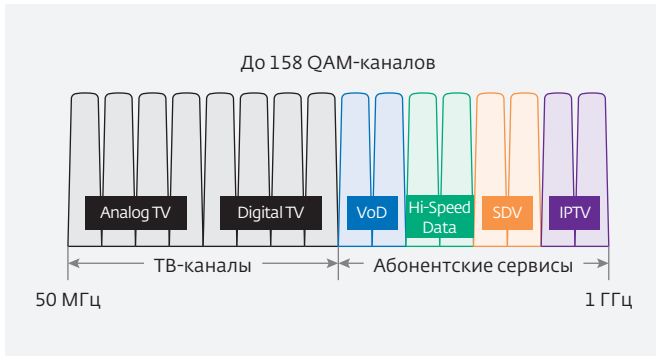 До 158 QAM-каналов
Analog TV
Digital TV
VoD
Hi-Speed
Data
SDV
IPTV
ТВ-каналы
Абонентские сервисы
50 МГц
1 ГГц